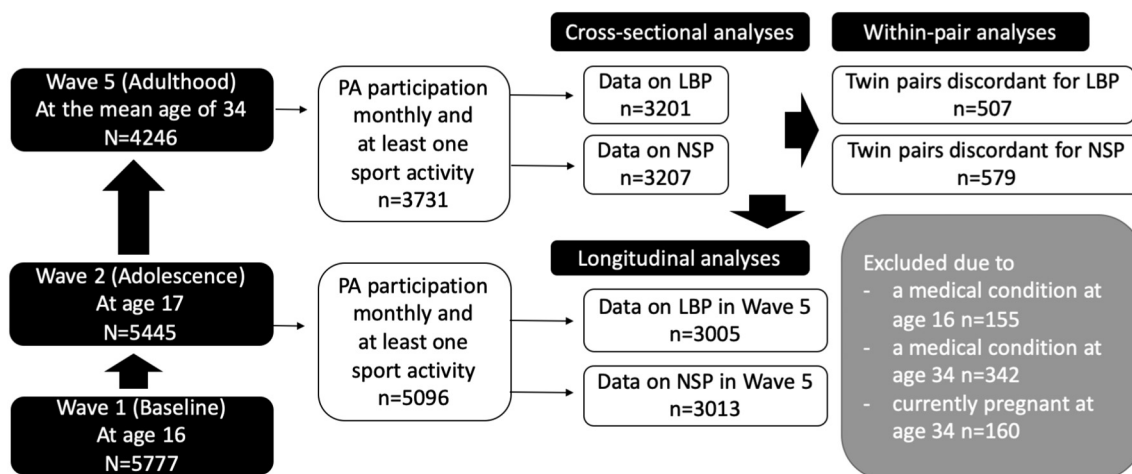 Cross-sectional analyses
Within-pair analyses
Wave 5 (Adulthood)
At the mean age of 34
N=4246
PA participation
monthly and
at least one
sport activity
n=3731
Data on LBP
n=3201
Data on NSP
n=3207
Twin pairs discordant for LBP
n=507
Twin pairs discordant for NSP
n=579
Wave 2 (Adolescence)
At age 17
N=5445
PA participation
monthly and
at least one
sport activity
n=5096
Longitudinal analyses
Data on LBP in Wave 5
n=3005
Data on NSP in Wave 5
n=3013
Excluded due to
- a medical condition at
age 16 n=155
- a medical condition at
age 34 n=342
- currently pregnant at
age 34 n=160
Wave 1 (Baseline)
At age 16
N=5777